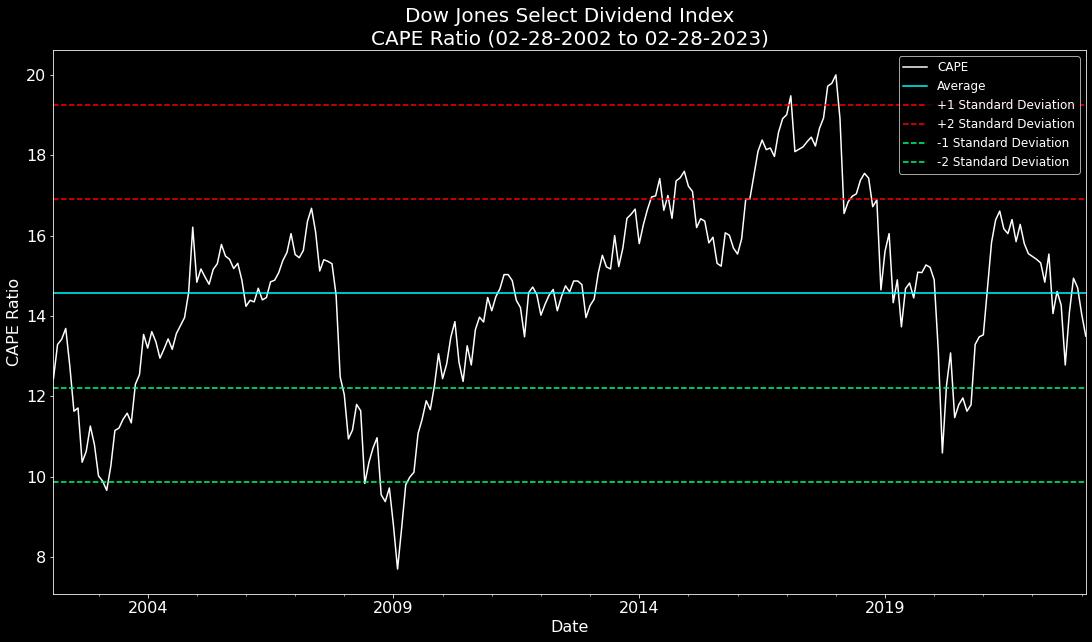 Dow Jones Select Dividend Index
CAPE Ratio (02-28-2002 to 02-28-2023)
CAPE
Average
+1 Standard Deviation
+2 Standard Deviation
-1 Standard Deviation
-2 Standard Deviation
CAPE Ratio
20
18
16
14
12
10
8
2004 2009 2014 2019
Date